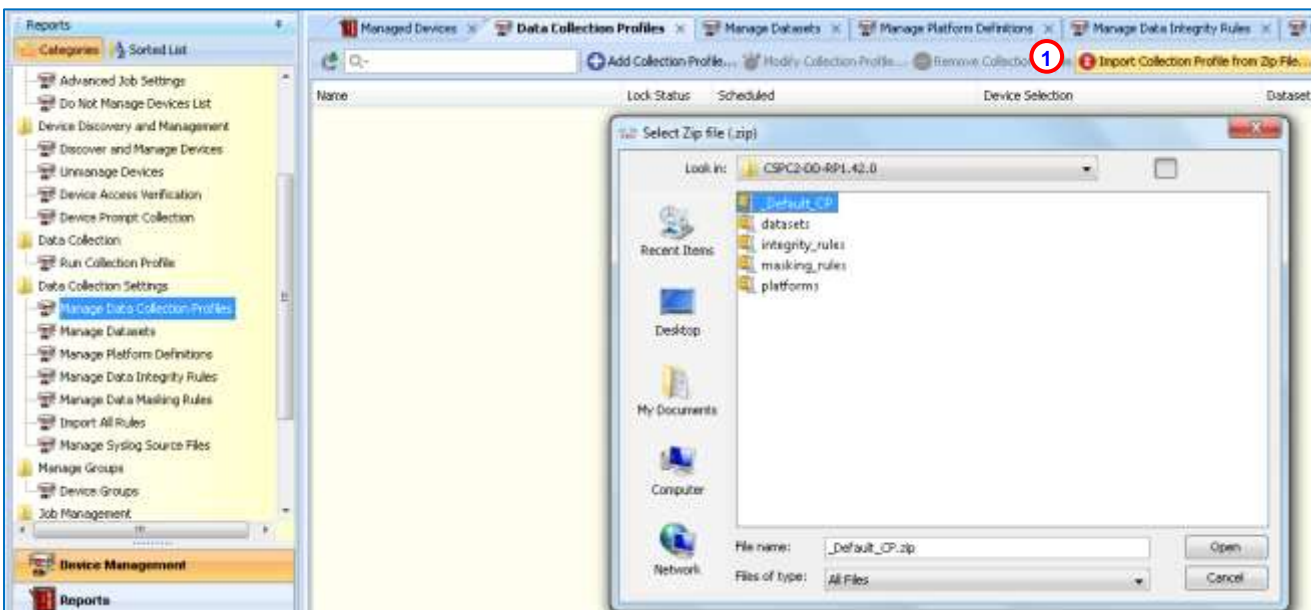 Reports
Categories
Sorted List
Advanced Job Settings
Do Not Manage Devices List
Device Discovery and Management
Discover and Manage Devices
Unmanage Devices
Device Access Verification
Device Prompt Collection
Data Collection
Run Collection Profile
Data Collection Settings
Manage Data Collection Profiles
Manage Datasets
Manage Platform Definitions
Manage Data Integrity Rules
Manage Data Masking Rules
Import All Rules
Manage Syslog Source Files
Manage Groups
Device Groups
Job Management
Device Management
Reports
Managed Devices
Data Collection Profiles
Manage Datasets
Manage Platform Definitions
Manage Data Integrity Rules
Add Collection Profile...
Modify Collection Profile...
Remove Collectio
1
Import Collection Profile from Zip File...
Name
Lock Status
Scheduled
Device Selection
Dataset
Select Zip file (.zip)
Look in:
CSPC2-DD-RP1.42.0
Recent Items
Desktop
My Documents
Computer
Network
_Default_CP
datasets
integrity_rules
masking_rules
platforms
File name:
_Default_CP.zip
Open
Files of type:
All Files
Cancel